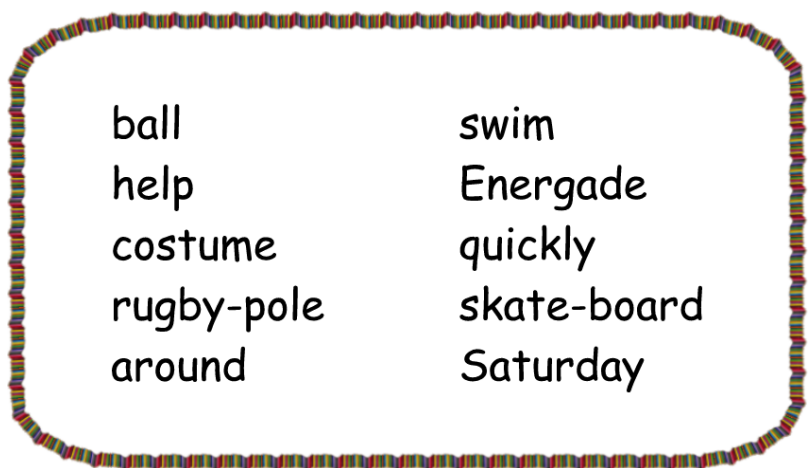 ball
help
costume
rugby-pole
around
swim
Energade
quickly
skate-board
Saturday